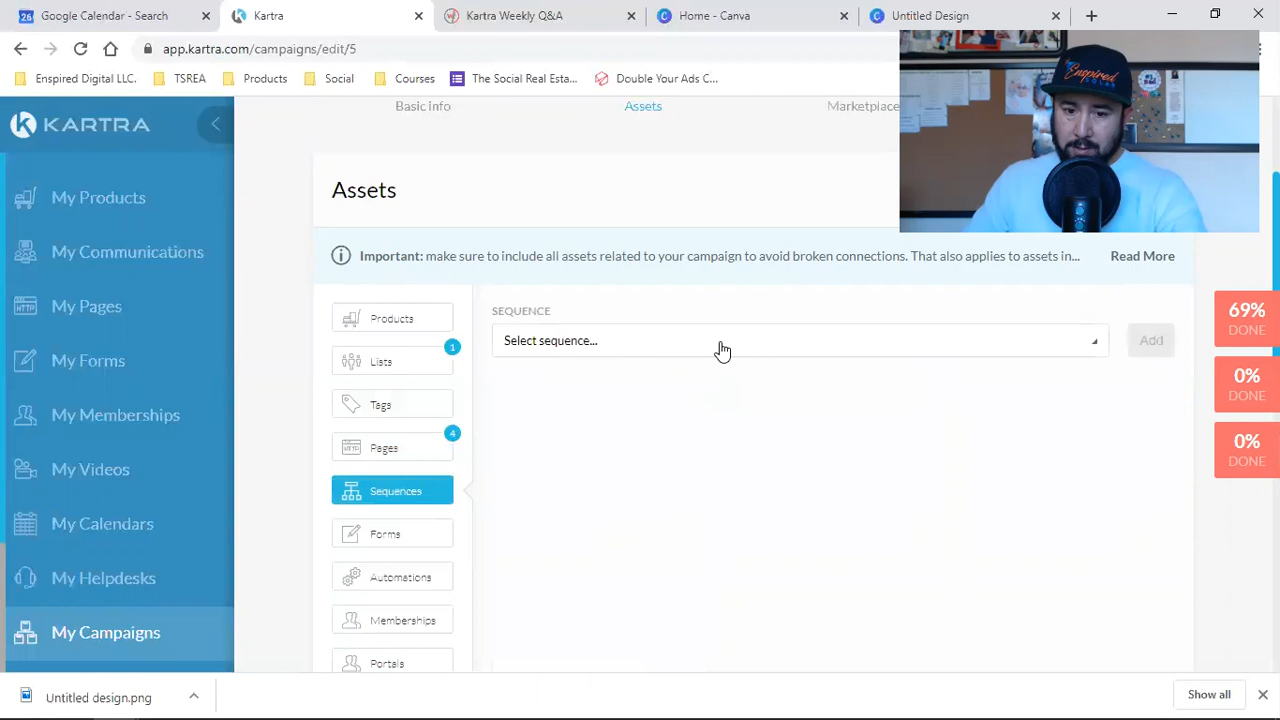 26 Google Calendar - Search
Kartra
Kartra Weekly Q&A
Home - Canva
Untitled Design
app.kartra.com/campaigns/edit/5
Enspired Digital LLC.
TSREA
Products
Courses
The Social Real Esta...
Double Your Ads C...
Enspired
SOLAR
KARTRA
Basic info
Assets
Marketplace
My Products
My Communications
My Pages
My Forms
My Memberships
My Videos
My Calendars
My Helpdesks
My Campaigns
Assets
Important: make sure to include all assets related to your campaign to avoid broken connections. That also applies to assets in...
Read More
Products
Lists
1
Tags
Pages
4
Sequences
Forms
Automations
Memberships
Portals
SEQUENCE
Select sequence...
Add
69%
DONE
0%
DONE
0%
DONE
Untitled design.png
Show all